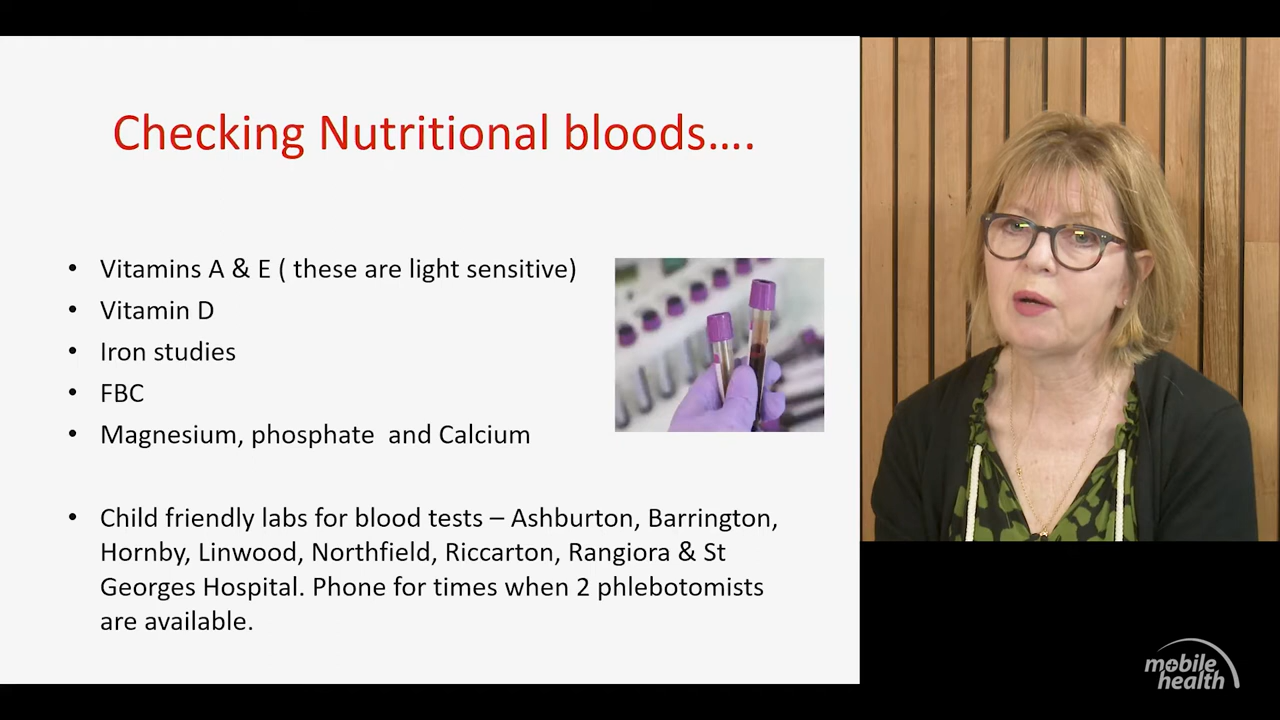 Checking Nutritional bloods….
• Vitamins A & E ( these are light sensitive)
• Vitamin D
• Iron studies
• FBC
• Magnesium, phosphate  and Calcium
• Child friendly labs for blood tests – Ashburton, Barrington,
Hornby, Linwood, Northfield, Riccarton, Rangiora & St
Georges Hospital. Phone for times when 2 phlebotomists
are available.
mobile
health